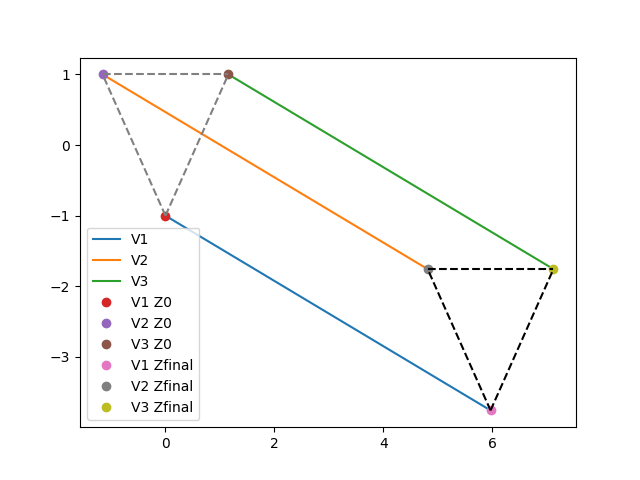 1
0
−1
−2
−3
V1
V2
V3
V1 Z0
V2 Z0
V3 Z0
V1 Zfinal
V2 Zfinal
V3 Zfinal
0 2 4 6